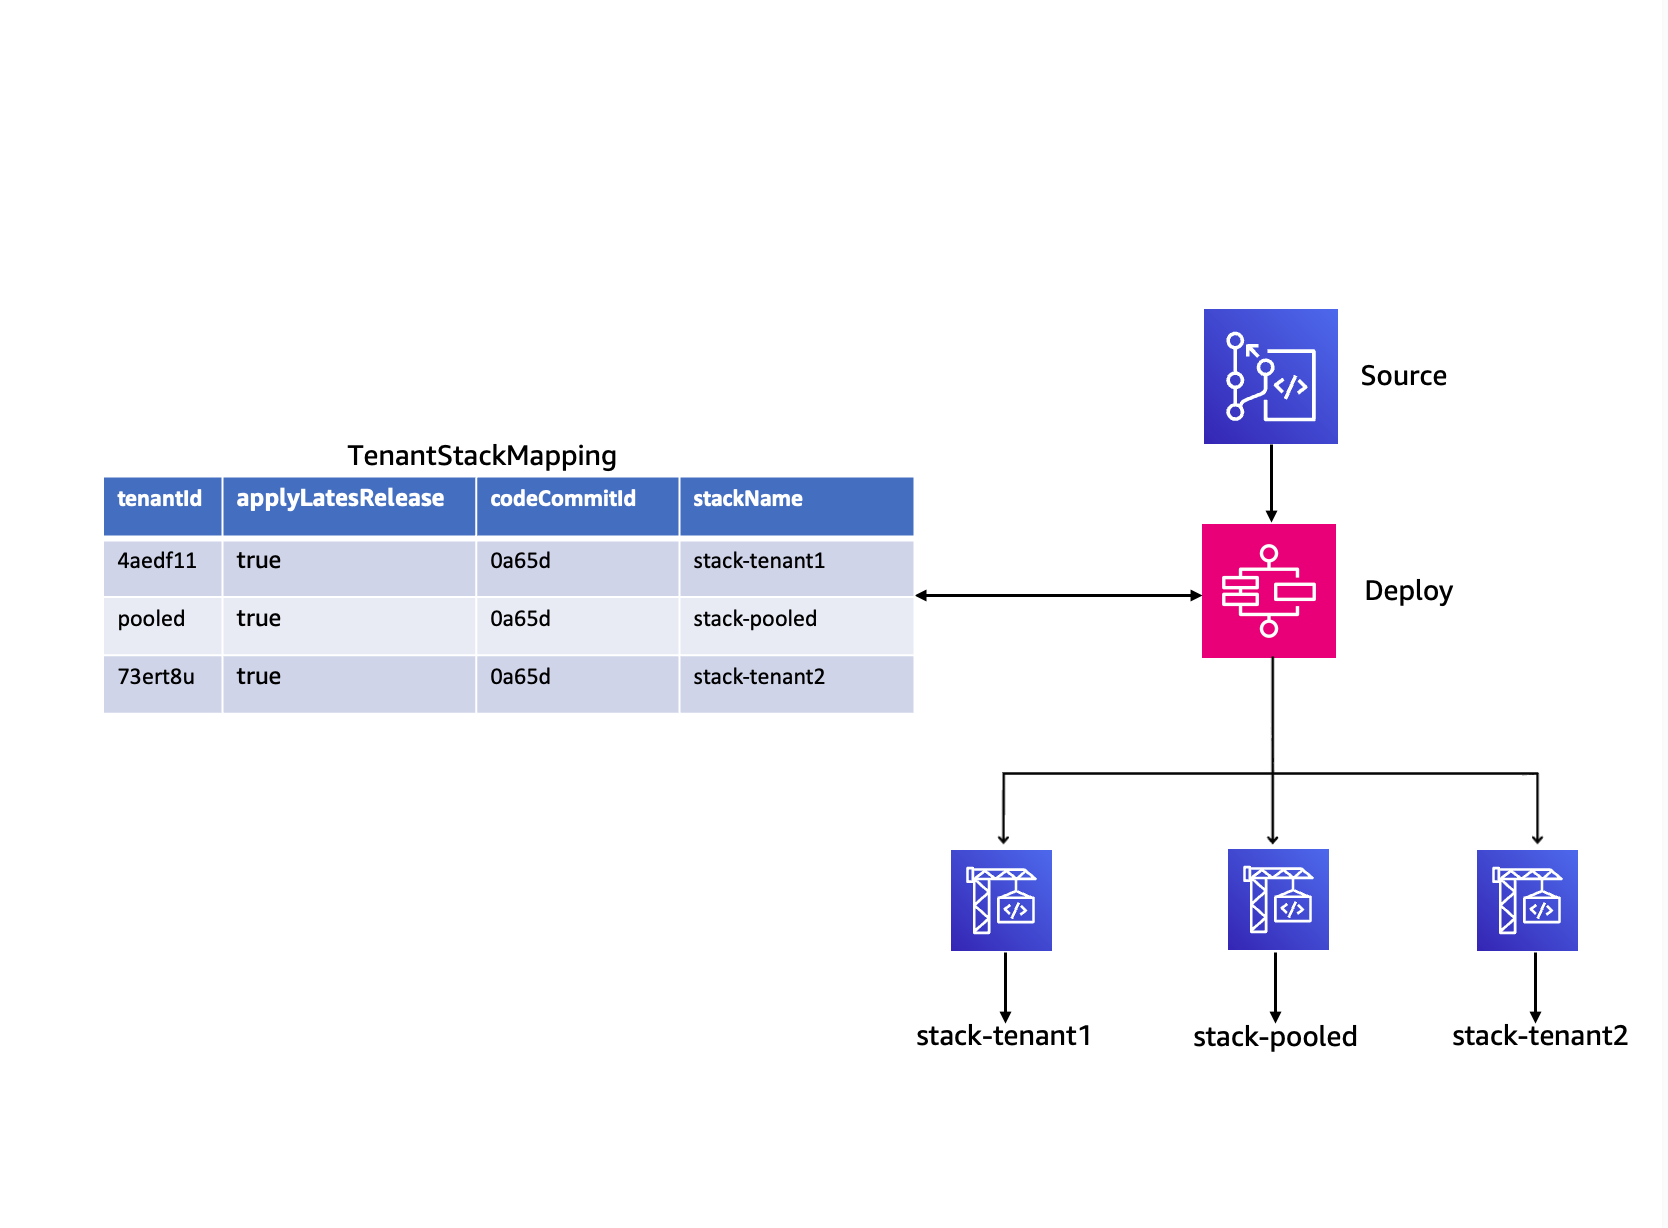 Source
TenantStackMapping
tenantId applyLatesRelease codeCommitId stackName
4aedf11 true 0a65d stack-tenant1
pooled true 0a65d stack-pooled
73ert8u true 0a65d stack-tenant2
Deploy
</>
</>
</>
</>
stack-tenant1 stack-pooled stack-tenant2